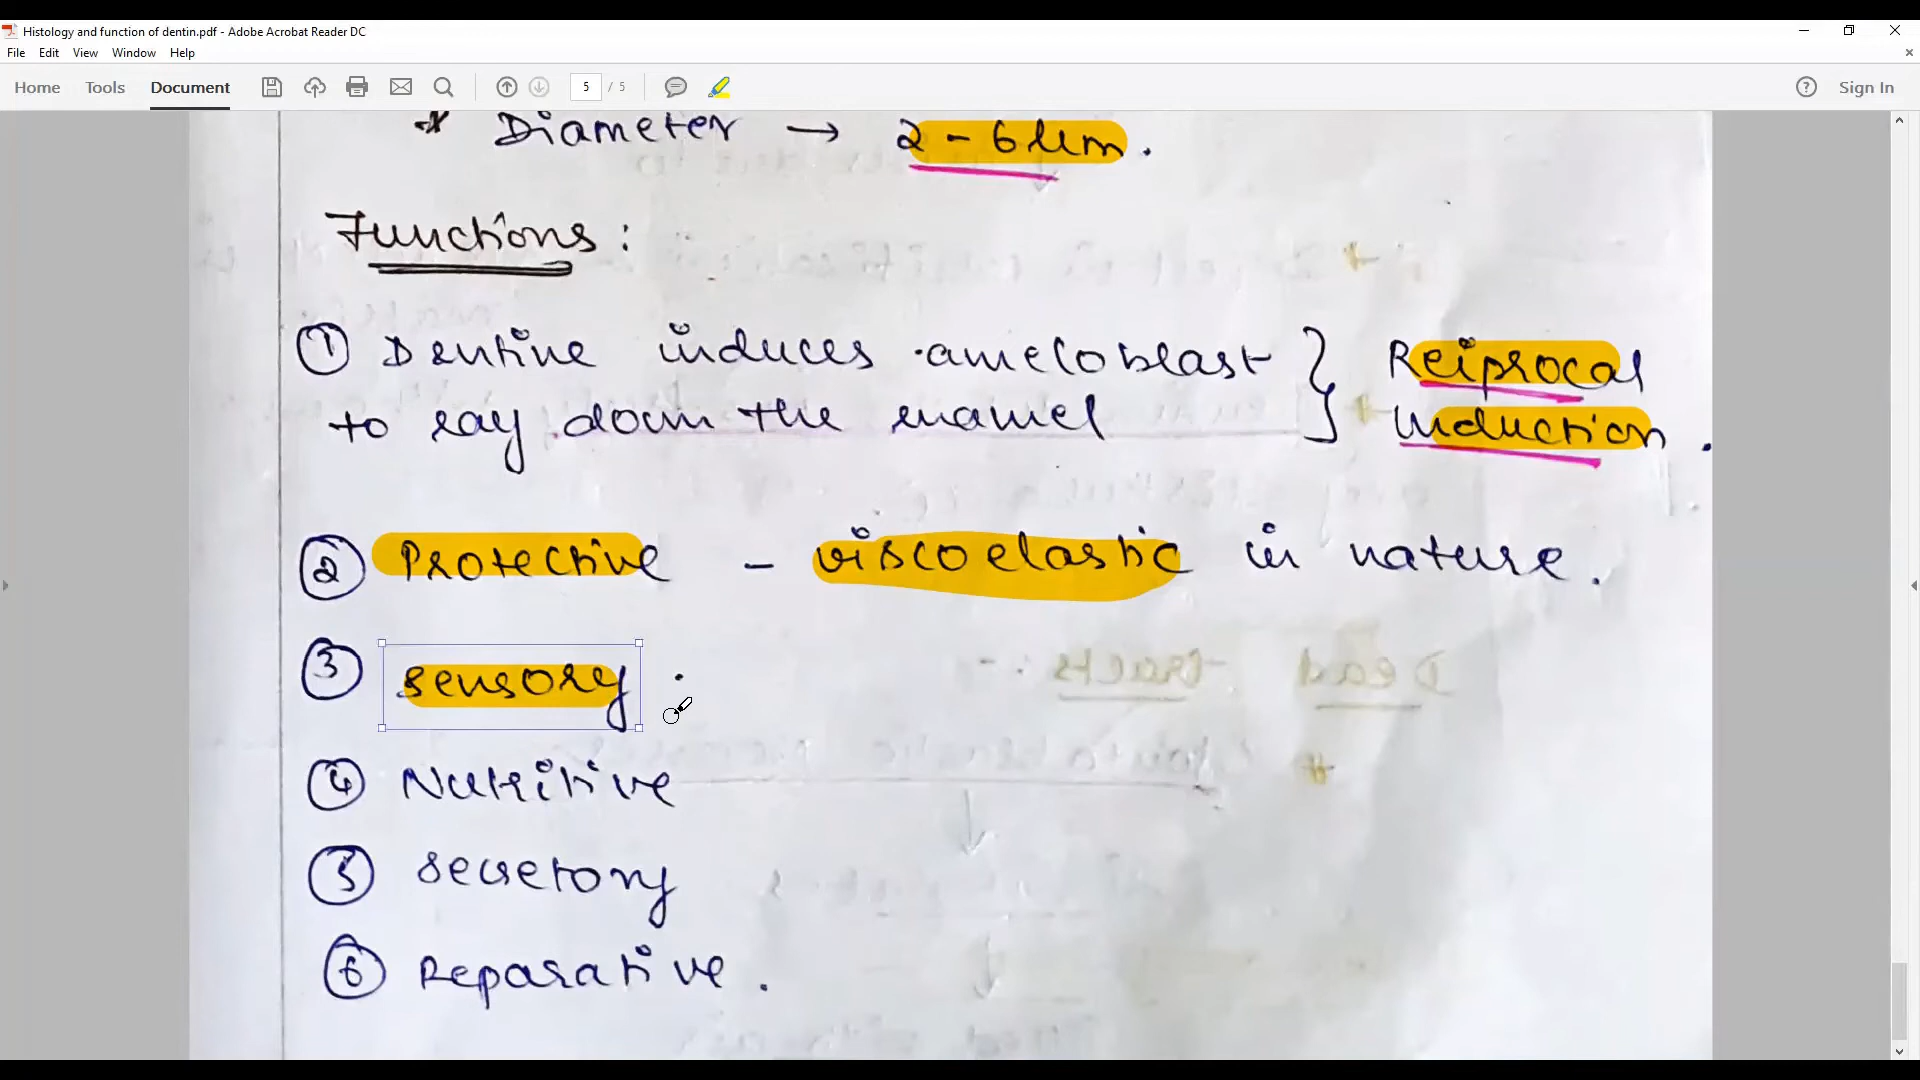 Histology and function of dentin.pdf - Adobe Acrobat Reader DC
File Edit View Window Help
Home Tools Document 5 / 5 Sign In
* Diameter → 2 - 6 µm.
Functions :
① Dentine induces ameloblast } Reiprocal
to lay down the enamel induction .
② Protective - viscoelastic in nature .
③ sensory .
④ Nutritive
⑤ secretory
⑥ Reparative .
Dead tracts :-